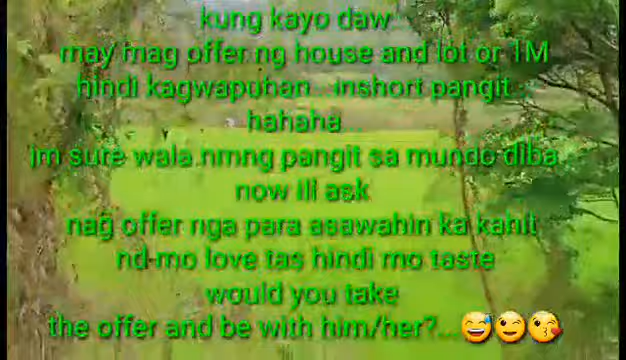 kung kayo daw
may mag offer ng house and lot or 1M
hindi kagwapuhan.. inshort pangit..
hahaha...
im sure wala nmng pangit sa mundo diba..
now ill ask
nag offer nga para asawahin ka kahit
nd mo love tas hindi mo taste
would you take
the offer and be with him/her?...😅😉😘